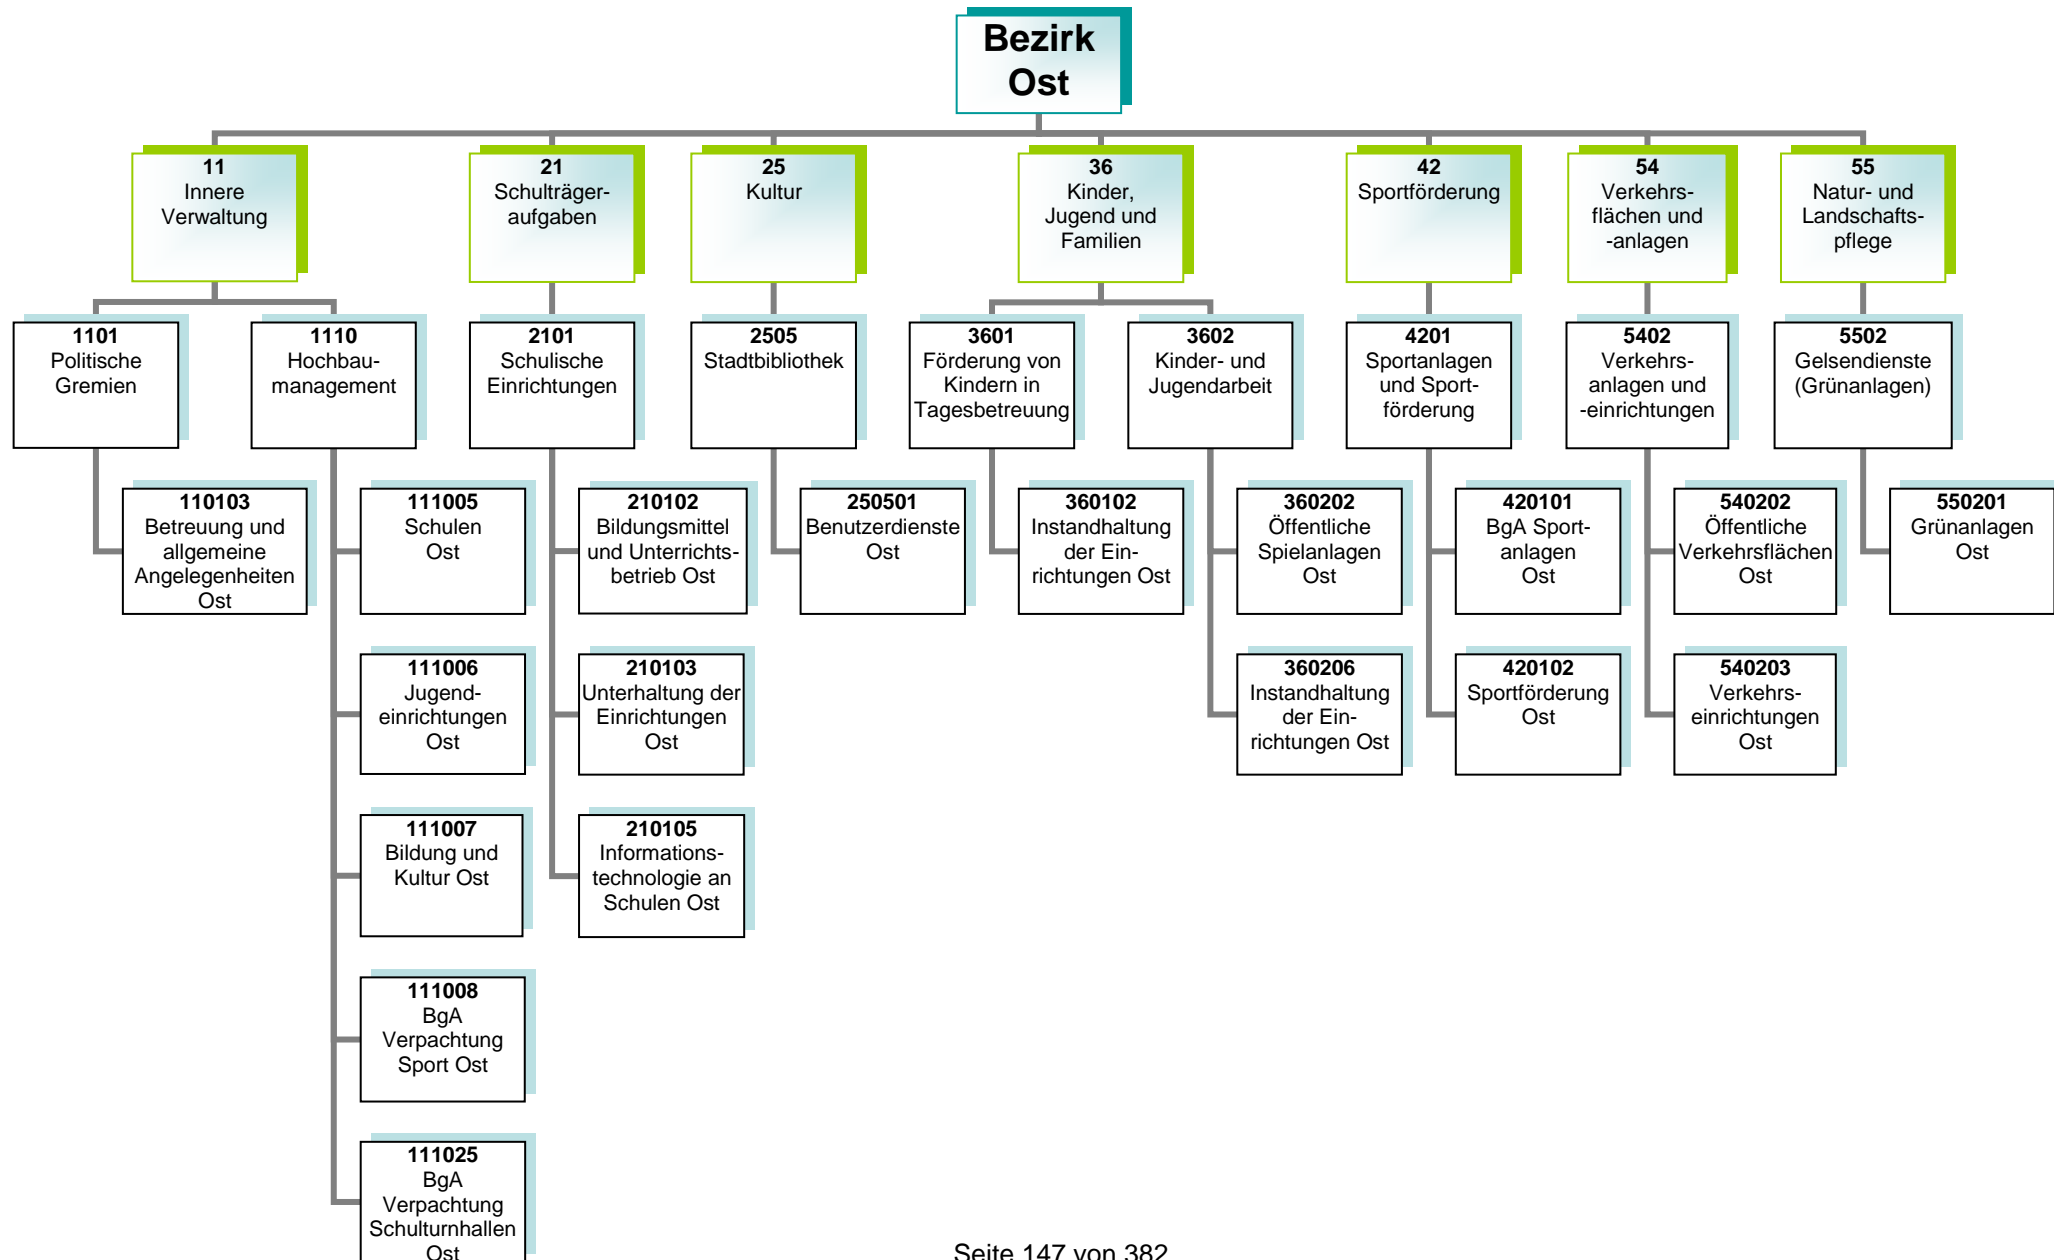 Bezirk
Ost
11
Innere
Verwaltung
21
Schulträger-
aufgaben
25
Kultur
36
Kinder,
Jugend und
Familien
42
Sportförderung
54
Verkehrs-
flächen und
-anlagen
55
Natur- und
Landschafts-
pflege
1101
Politische
Gremien
1110
Hochbau-
management
2101
Schulische
Einrichtungen
2505
Stadtbibliothek
3601
Förderung von
Kindern in
Tagesbetreuung
3602
Kinder- und
Jugendarbeit
4201
Sportanlagen
und Sport-
förderung
5402
Verkehrs-
anlagen und
-einrichtungen
5502
Gelsendienste
(Grünanlagen)
110103
Betreuung und
allgemeine
Angelegenheiten
Ost
111005
Schulen
Ost
210102
Bildungsmittel
und Unterrichts-
betrieb Ost
250501
Benutzerdienste
Ost
360102
Instandhaltung
der Ein-
richtungen Ost
360202
Öffentliche
Spielanlagen
Ost
420101
BgA Sport-
anlagen
Ost
540202
Öffentliche
Verkehrsflächen
Ost
550201
Grünanlagen
Ost
111006
Jugend-
einrichtungen
Ost
210103
Unterhaltung der
Einrichtungen
Ost
360206
Instandhaltung
der Ein-
richtungen Ost
420102
Sportförderung
Ost
540203
Verkehrs-
einrichtungen
Ost
111007
Bildung und
Kultur Ost
210105
Informations-
technologie an
Schulen Ost
111008
BgA
Verpachtung
Sport Ost
111025
BgA
Verpachtung
Schulturnhallen
Ost
Seite 147 von 382